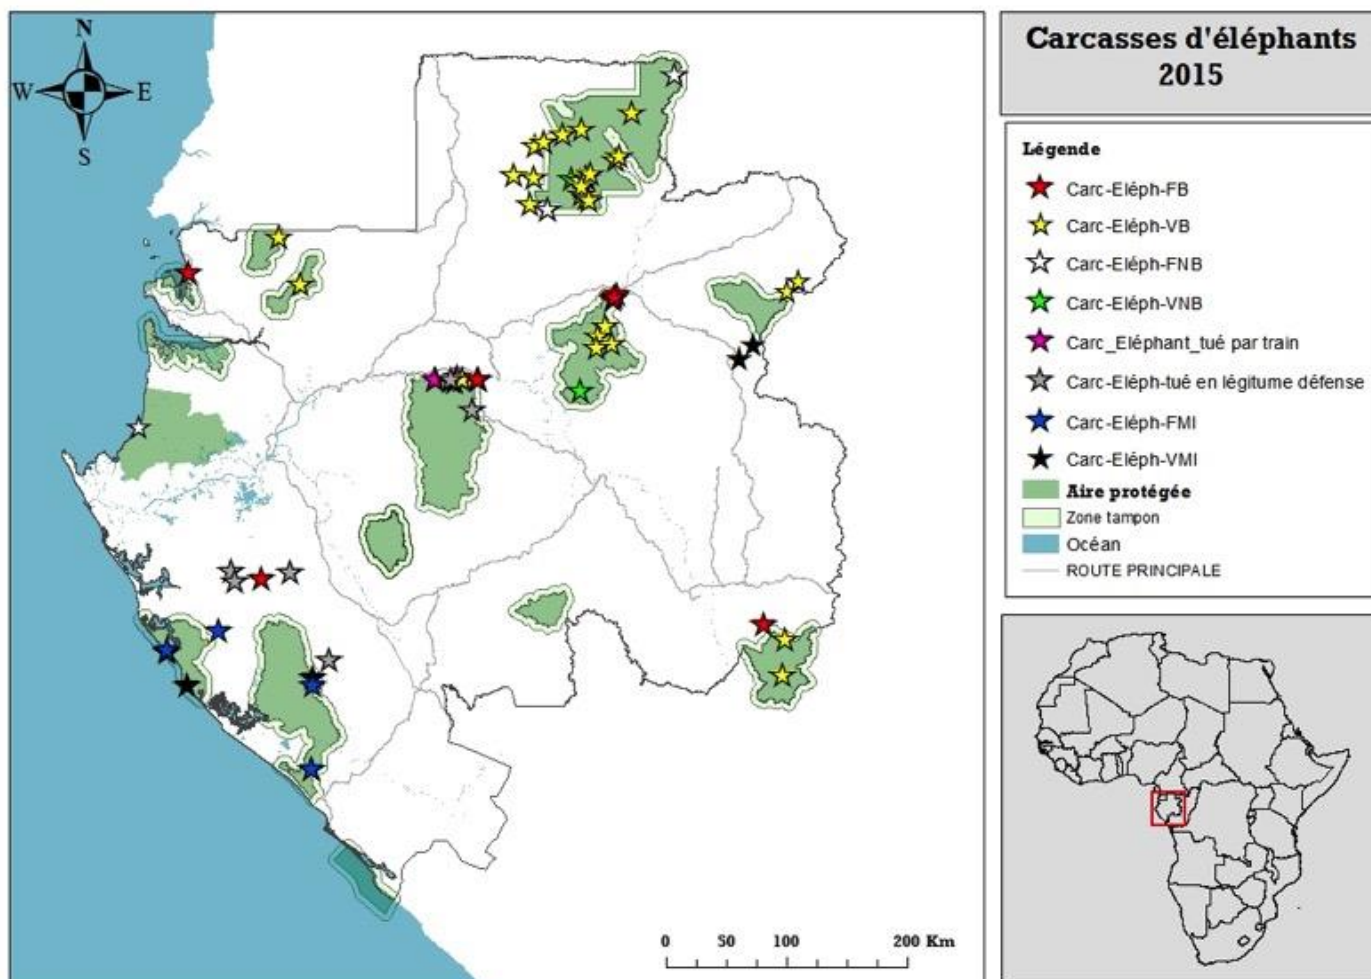 N
W E
S
0 50 100 200 Km
Carcasses d'éléphants
2015
Légende
Carc-Eléph-FB
Carc-Eléph-VB
Carc-Eléph-FNB
Carc-Eléph-VNB
Carc_Eléphant_tué par train
Carc-Eléph-tué en légitume défense
Carc-Eléph-FMI
Carc-Eléph-VMI
Aire protégée
Zone tampon
Océan
ROUTE PRINCIPALE